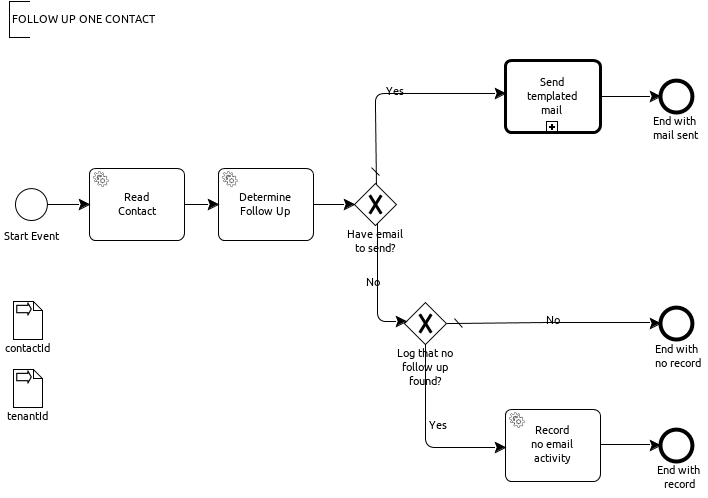 FOLLOW UP ONE CONTACT
Yes
Send
templated
mail
End with
mail sent
Read
Contact
Determine
Follow Up
Start Event
Have email
to send?
No
contactId
Log that no
follow up
found?
No
End with
no record
tenantId
Yes
Record
no email
activity
End with
record